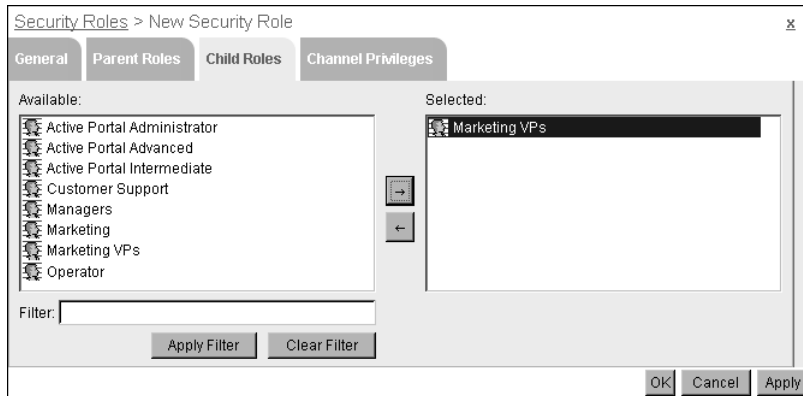 Security Roles > New Security Role
x
General
Parent Roles
Child Roles
Channel Privileges
Available:
Active Portal Administrator
Active Portal Advanced
Active Portal Intermediate
Customer Support
Managers
Marketing
Marketing VPs
Operator
→
←
Selected:
Marketing VPs
Filter:
Apply Filter
Clear Filter
OK
Cancel
Apply